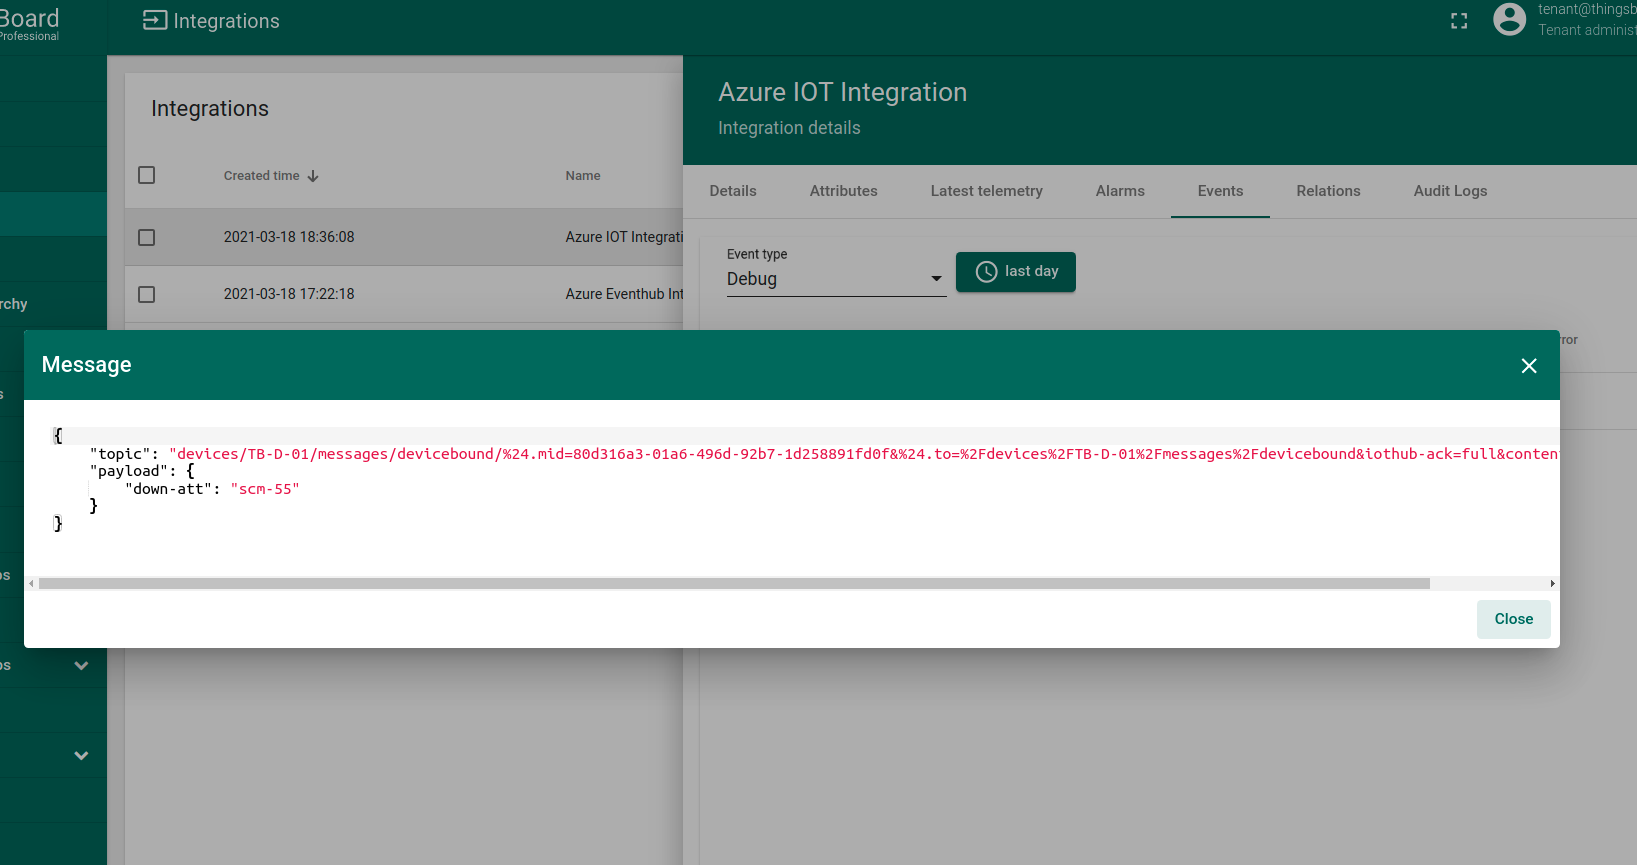 Board
Professional
Integrations
tenant@thingsb
Tenant administ
Integrations
Created time
Name
2021-03-18 18:36:08
Azure IOT Integrati
2021-03-18 17:22:18
Azure Eventhub Int
rchy
Azure IOT Integration
Integration details
Details
Attributes
Latest telemetry
Alarms
Events
Relations
Audit Logs
Event type
Debug
last day
rror
Message
{
"topic": "devices/TB-D-01/messages/devicebound/%24.mid=80d316a3-01a6-496d-92b7-1d258891fd0f&%24.to=%2Fdevices%2FTB-D-01%2Fmessages%2Fdevicebound&iothub-ack=full&conten
"payload": {
"down-att": "scm-55"
}
}
Close
s
os
os